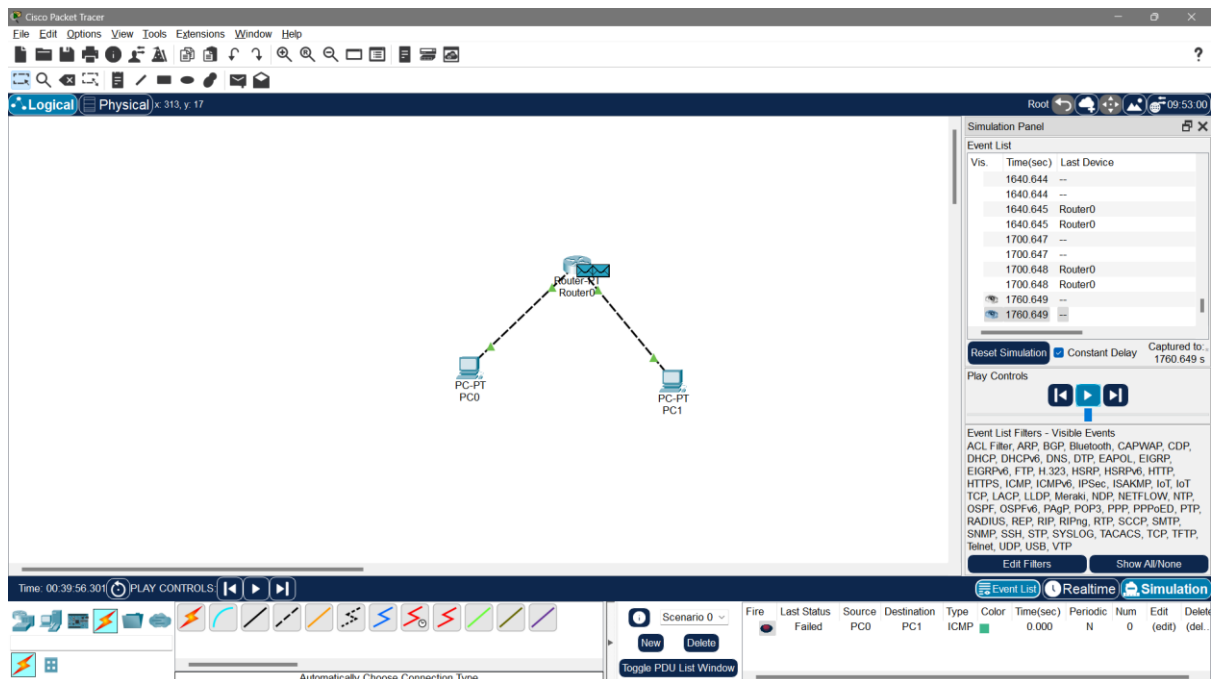 Cisco Packet Tracer
File Edit Options View Tools Extensions Window Help
?
Logical Physical x: 313, y: 17
Root 09:53:00
Simulation Panel
Event List
Vis. Time(sec) Last Device
1640.644 --
1640.644 --
1640.645 Router0
1640.645 Router0
1700.647 --
1700.647 --
1700.648 Router0
1700.648 Router0
1760.649 --
1760.649 --
Reset Simulation Constant Delay Captured to:
1760.649 s
Play Controls
Event List Filters - Visible Events
ACL Filter, ARP, BGP, Bluetooth, CAPWAP, CDP,
DHCP, DHCPv6, DNS, DTP, EAPOL, EIGRP,
EIGRPv6, FTP, H.323, HSRP, HSRPv6, HTTP,
HTTPS, ICMP, ICMPv6, IPSec, ISAKMP, IoT, IoT
TCP, LACP, LLDP, Meraki, NDP, NETFLOW, NTP,
OSPF, OSPFv6, PAgP, POP3, PPP, PPPoED, PTP,
RADIUS, REP, RIP, RIPng, RTP, SCCP, SMTP,
SNMP, SSH, STP, SYSLOG, TACACS, TCP, TFTP,
Telnet, UDP, USB, VTP
Edit Filters Show All/None
Router-PT
Router0
PC-PT
PC0
PC-PT
PC1
Time: 00:39:56.301 PLAY CONTROLS: Event List Realtime Simulation
Scenario 0
New Delete
Toggle PDU List Window
Fire Last Status Source Destination Type Color Time(sec) Periodic Num Edit Delete
Failed PC0 PC1 ICMP 0.000 N 0 (edit) (del..
Automatically Choose Connection Type